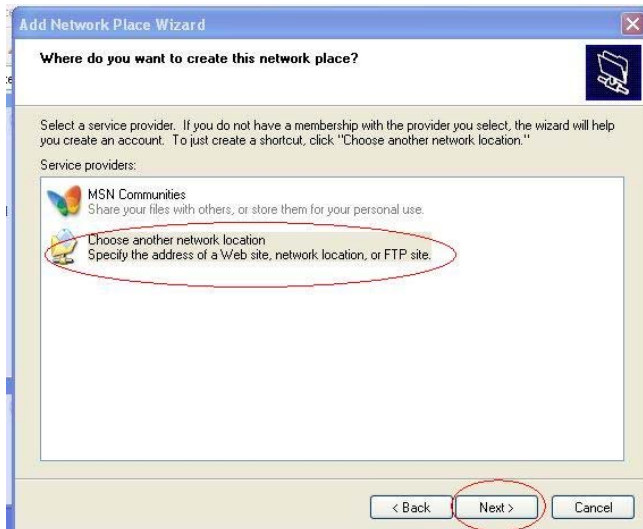 Add Network Place Wizard
Where do you want to create this network place?
Select a service provider. If you do not have a membership with the provider you select, the wizard will help
you create an account. To just create a shortcut, click "Choose another network location."
Service providers:
MSN Communities
Share your files with others, or store them for your personal use.
Choose another network location
Specify the address of a Web site, network location, or FTP site.
< Back
Next >
Cancel